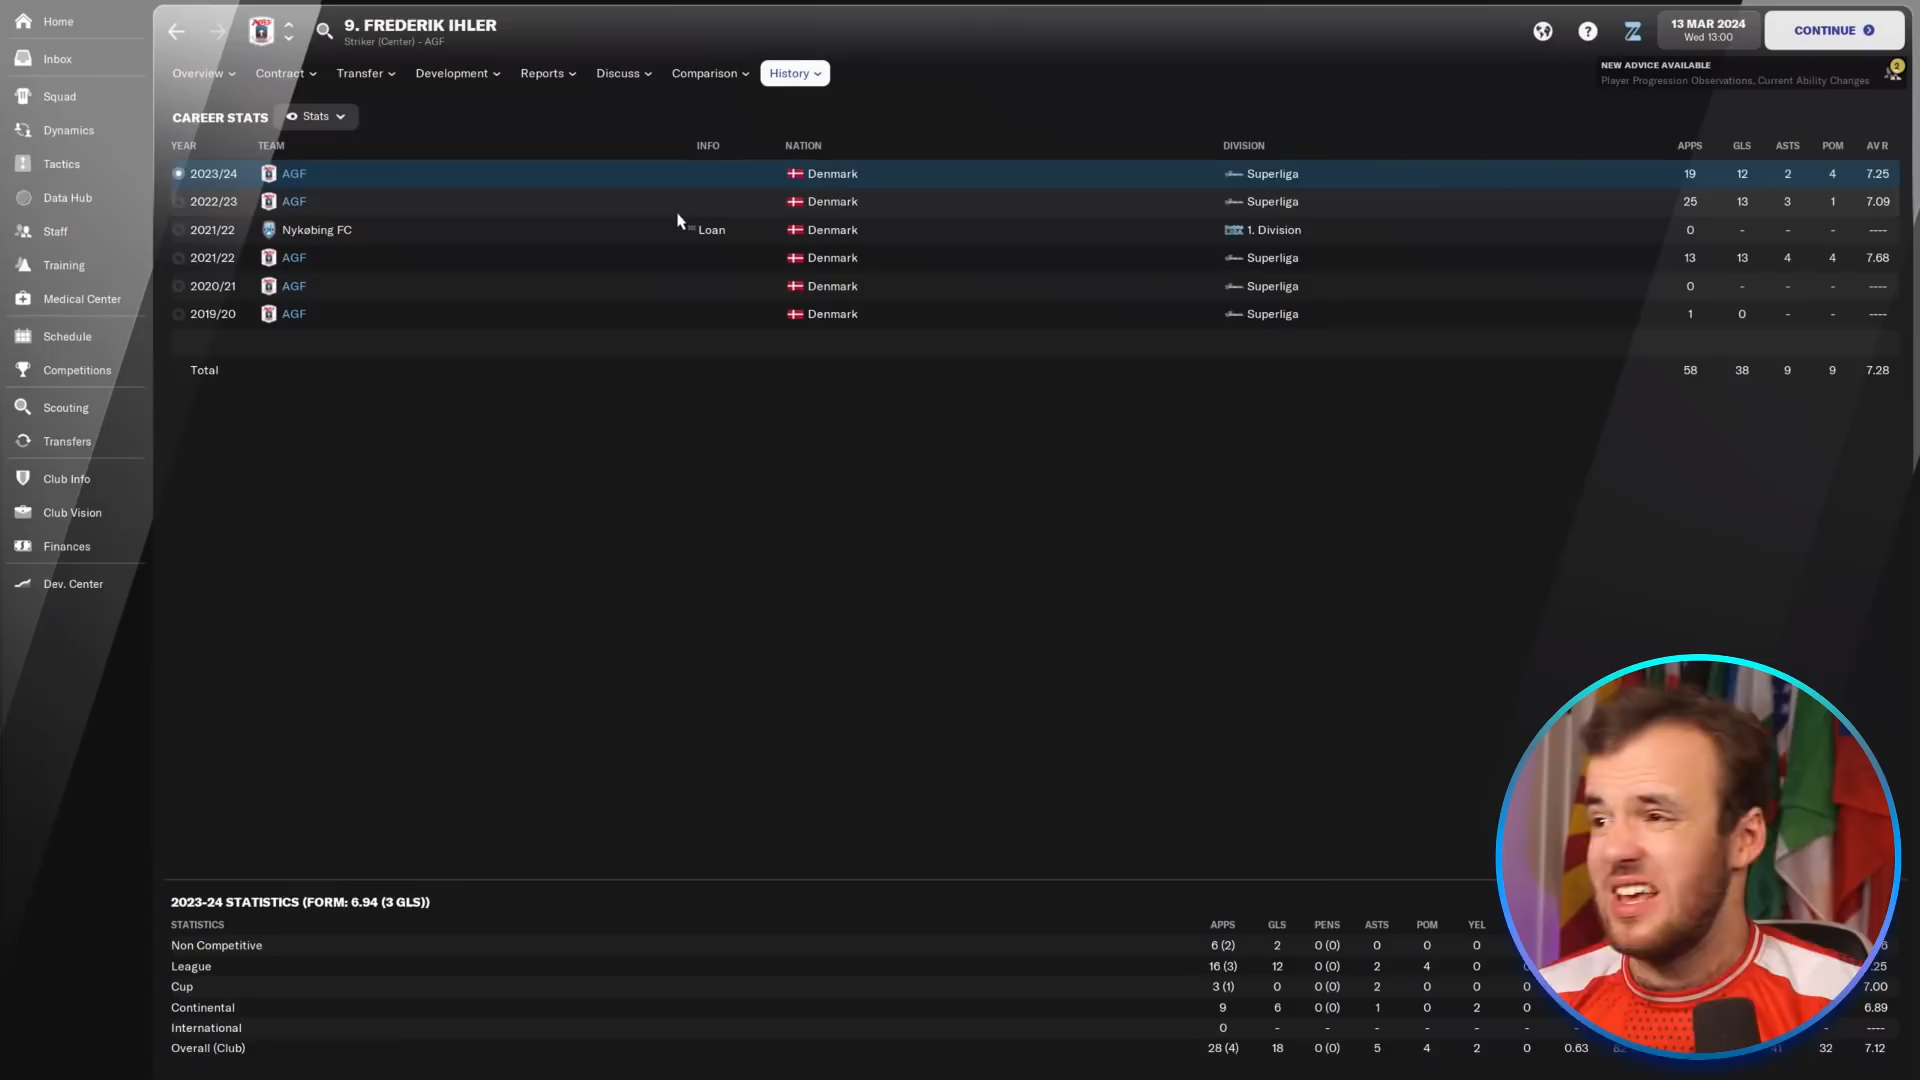 Home
9. FREDERIK IHLER
Striker (Center) - AGF
13 MAR 2024
Wed 13:00
CONTINUE
Inbox
Overview Contract Transfer Development Reports Discuss Comparison History
NEW ADVICE AVAILABLE
Player Progression Observations, Current Ability Changes
2
Squad
Dynamics
Tactics
Data Hub
Staff
Training
Medical Center
Schedule
Competitions
Scouting
Transfers
Club Info
Club Vision
Finances
Dev. Center
CAREER STATS Stats
YEAR TEAM INFO NATION DIVISION APPS GLS ASTS POM AV R
2023/24 AGF Denmark Superliga 19 12 2 4 7.25
2022/23 AGF Denmark Superliga 25 13 3 1 7.09
2021/22 Nykøbing FC Loan Denmark 1. Division 0 - - - ----
2021/22 AGF Denmark Superliga 13 13 4 4 7.68
2020/21 AGF Denmark Superliga 0 - - - ----
2019/20 AGF Denmark Superliga 1 0 - - ----
Total 58 38 9 9 7.28
2023-24 STATISTICS (FORM: 6.94 (3 GLS))
STATISTICS APPS GLS PENS ASTS POM YEL
Non Competitive 6 (2) 2 0 (0) 0 0 0
League 16 (3) 12 0 (0) 2 4 0 0 .25
Cup 3 (1) 0 0 (0) 2 0 0 0 7.00
Continental 9 6 0 (0) 1 0 2 0 6.89
International 0 - - - - - - - - ----
Overall (Club) 28 (4) 18 0 (0) 5 4 2 0 0.63 32 7.12